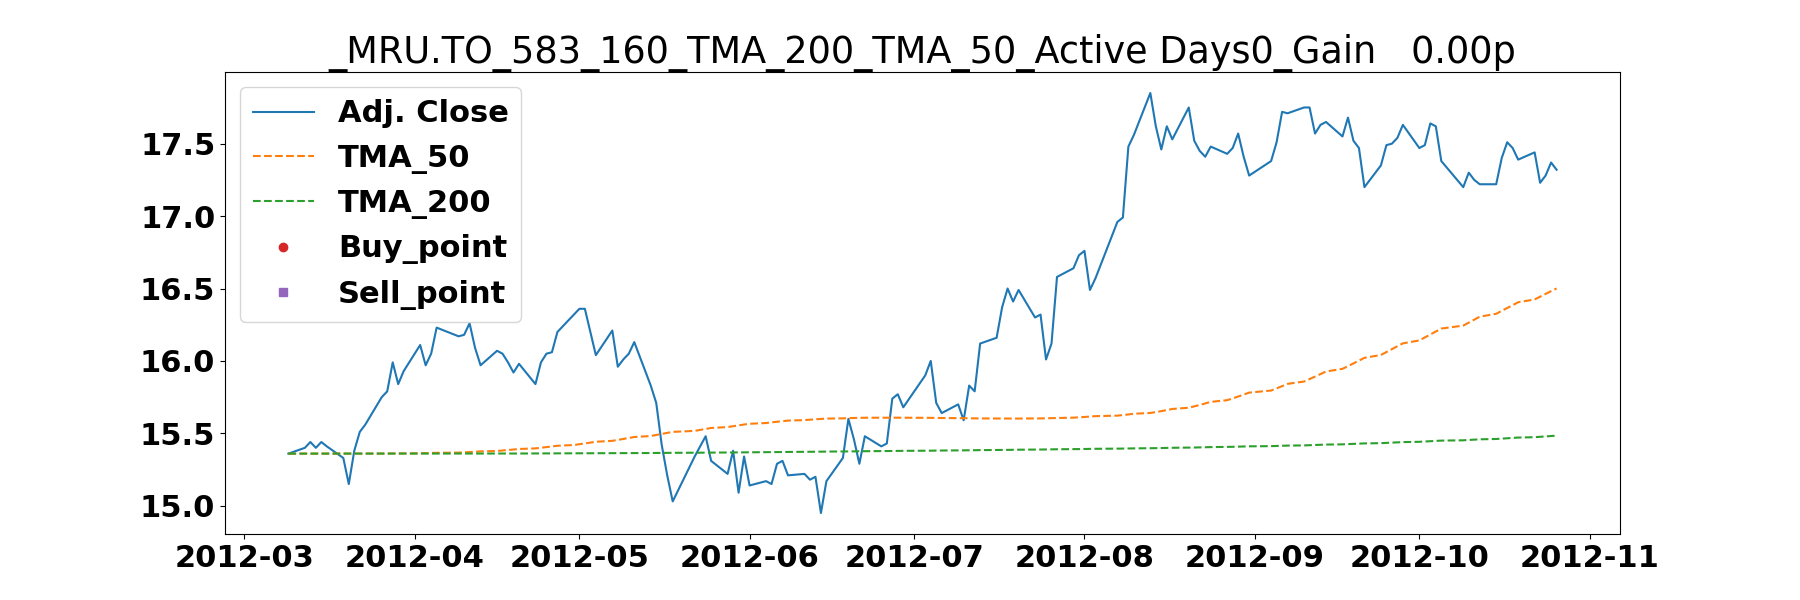 _MRU.TO_583_160_TMA_200_TMA_50_Active Days0_Gain   0.00p
Adj. Close
TMA_50
TMA_200
Buy_point
Sell_point
17.5
17.0
16.5
16.0
15.5
15.0
2012-03 2012-04 2012-05 2012-06 2012-07 2012-08 2012-09 2012-10 2012-11